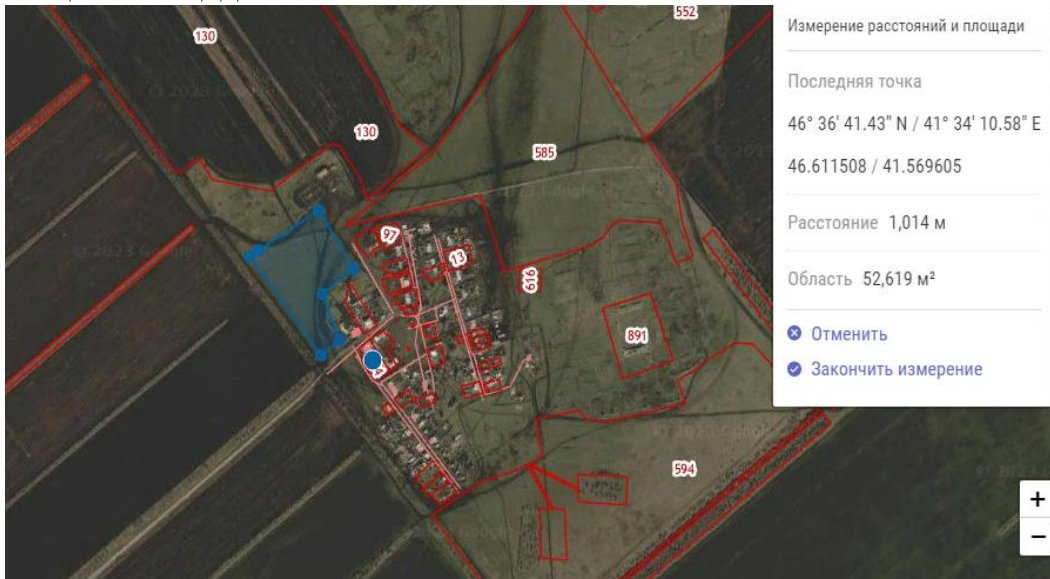 552
130
130
585
97
13
616
891
594
Измерение расстояний и площади
Последняя точка
46° 36' 41.43" N / 41° 34' 10.58" E
46.611508 / 41.569605
Расстояние 1,014 м
Область 52,619 м²
Отменить
Закончить измерение
+
−